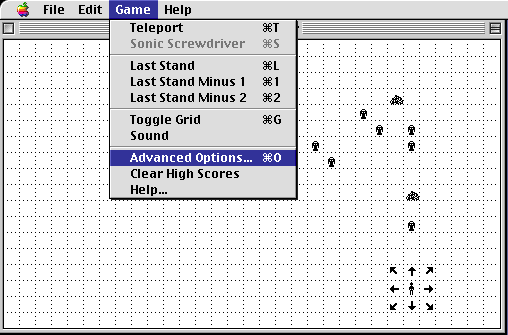 File Edit Game Help
Teleport ⌘T
Sonic Screwdriver ⌘S
Last Stand ⌘L
Last Stand Minus 1 ⌘1
Last Stand Minus 2 ⌘2
Toggle Grid ⌘G
Sound
Advanced Options... ⌘O
Clear High Scores
Help...